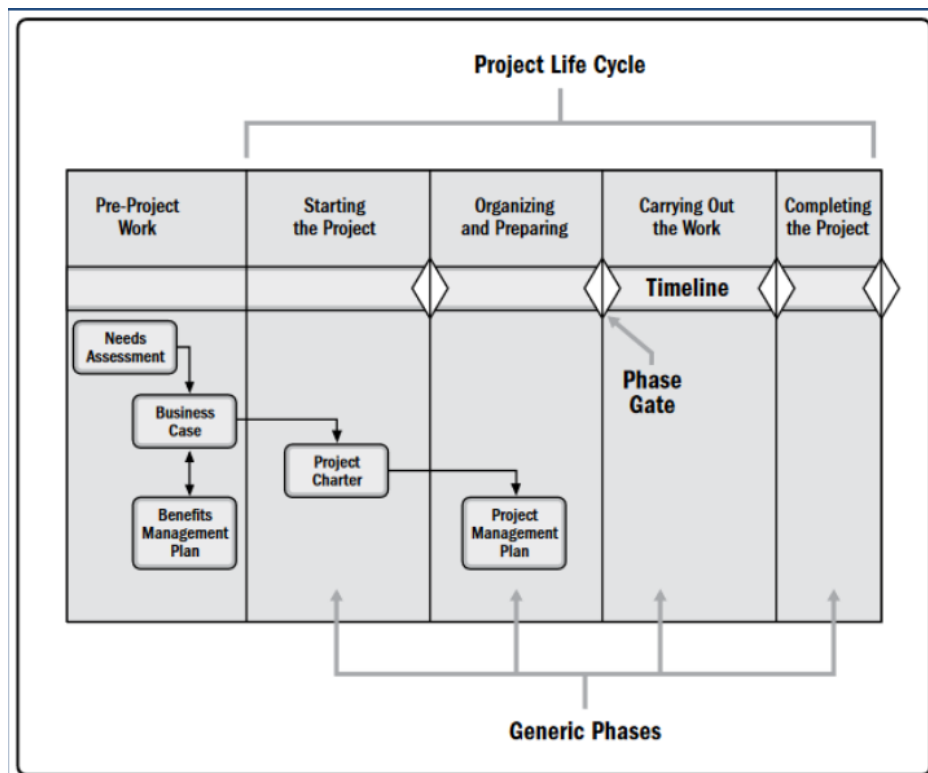 Project Life Cycle
Pre-Project
Work
Starting
the Project
Organizing
and Preparing
Carrying Out
the Work
Completing
the Project
Timeline
Needs
Assessment
Phase
Gate
Business
Case
Project
Charter
Benefits
Management
Plan
Project
Management
Plan
Generic Phases